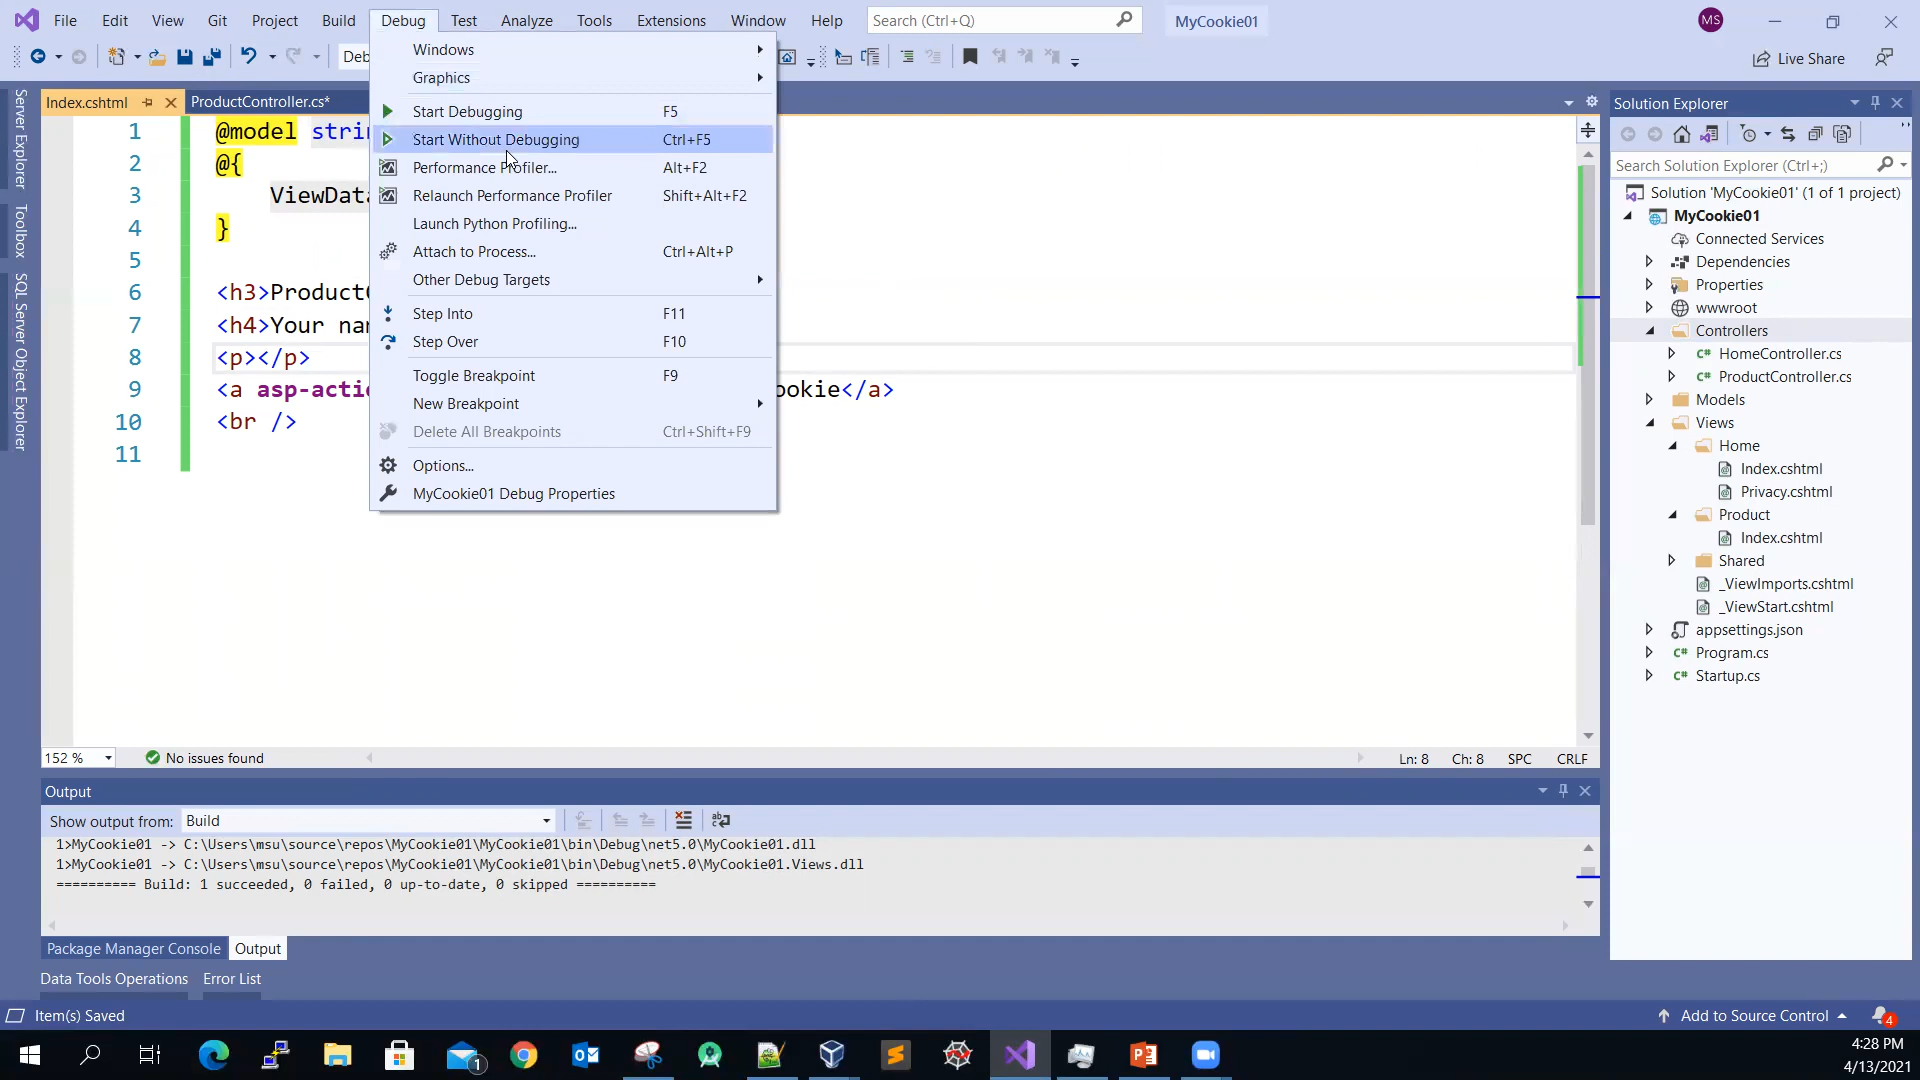 File Edit View Git Project Build Debug Test Analyze Tools Extensions Window Help Search (Ctrl+Q) MyCookie01 MS
Deb Live Share
Server Explorer
Toolbox
SQL Server Object Explorer
Index.cshtml ProductController.cs*
1 @model strin
2 @{
3 ViewData
4 }
5
6 <h3>ProductC
7 <h4>Your nam
8 <p></p>
9 <a asp-actio ookie</a>
10 <br />
11
Windows
Graphics
Start Debugging F5
Start Without Debugging Ctrl+F5
Performance Profiler... Alt+F2
Relaunch Performance Profiler Shift+Alt+F2
Launch Python Profiling...
Attach to Process... Ctrl+Alt+P
Other Debug Targets
Step Into F11
Step Over F10
Toggle Breakpoint F9
New Breakpoint
Delete All Breakpoints Ctrl+Shift+F9
Options...
MyCookie01 Debug Properties
152 % No issues found Ln: 8 Ch: 8 SPC CRLF
Solution Explorer
Search Solution Explorer (Ctrl+;)
Solution 'MyCookie01' (1 of 1 project)
MyCookie01
Connected Services
Dependencies
Properties
wwwroot
Controllers
C# HomeController.cs
C# ProductController.cs
Models
Views
Home
Index.cshtml
Privacy.cshtml
Product
Index.cshtml
Shared
_ViewImports.cshtml
_ViewStart.cshtml
appsettings.json
C# Program.cs
C# Startup.cs
Output
Show output from: Build
1>MyCookie01 -> C:\Users\msu\source\repos\MyCookie01\MyCookie01\bin\Debug\net5.0\MyCookie01.dll
1>MyCookie01 -> C:\Users\msu\source\repos\MyCookie01\MyCookie01\bin\Debug\net5.0\MyCookie01.Views.dll
========== Build: 1 succeeded, 0 failed, 0 up-to-date, 0 skipped ==========
Package Manager Console Output
Data Tools Operations Error List
Item(s) Saved Add to Source Control 4
1
4:28 PM
4/13/2021